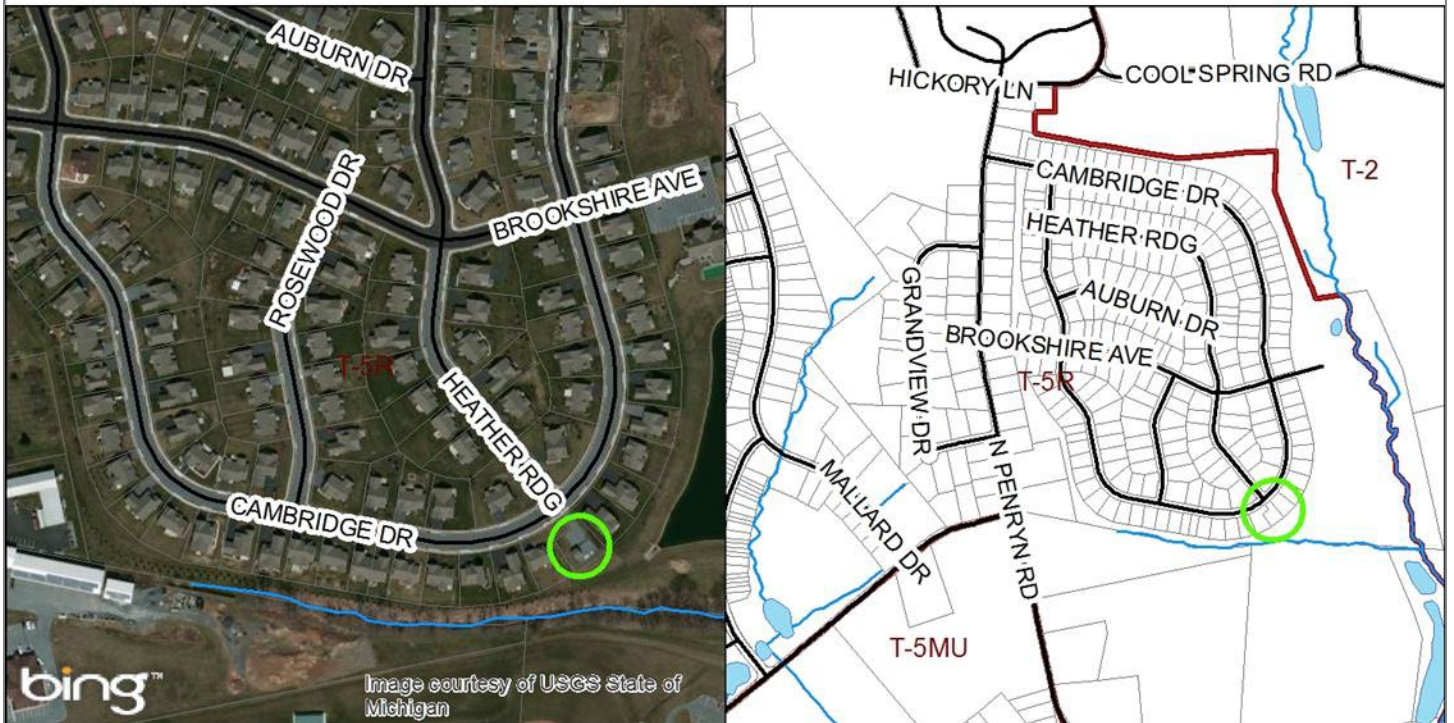 AUBURN DR
ROSEWOOD DR
BROOKSHIRE AVE
T-5R
HEATHER RDG
CAMBRIDGE DR
bing™
Image courtesy of USGS State of
Michigan
HICKORY LN
COOL SPRING RD
T-2
CAMBRIDGE DR
HEATHER RDG
GRANDVIEW DR
AUBURN DR
BROOKSHIRE AVE
T-5R
N PENRYN RD
MALLARD DR
T-5MU